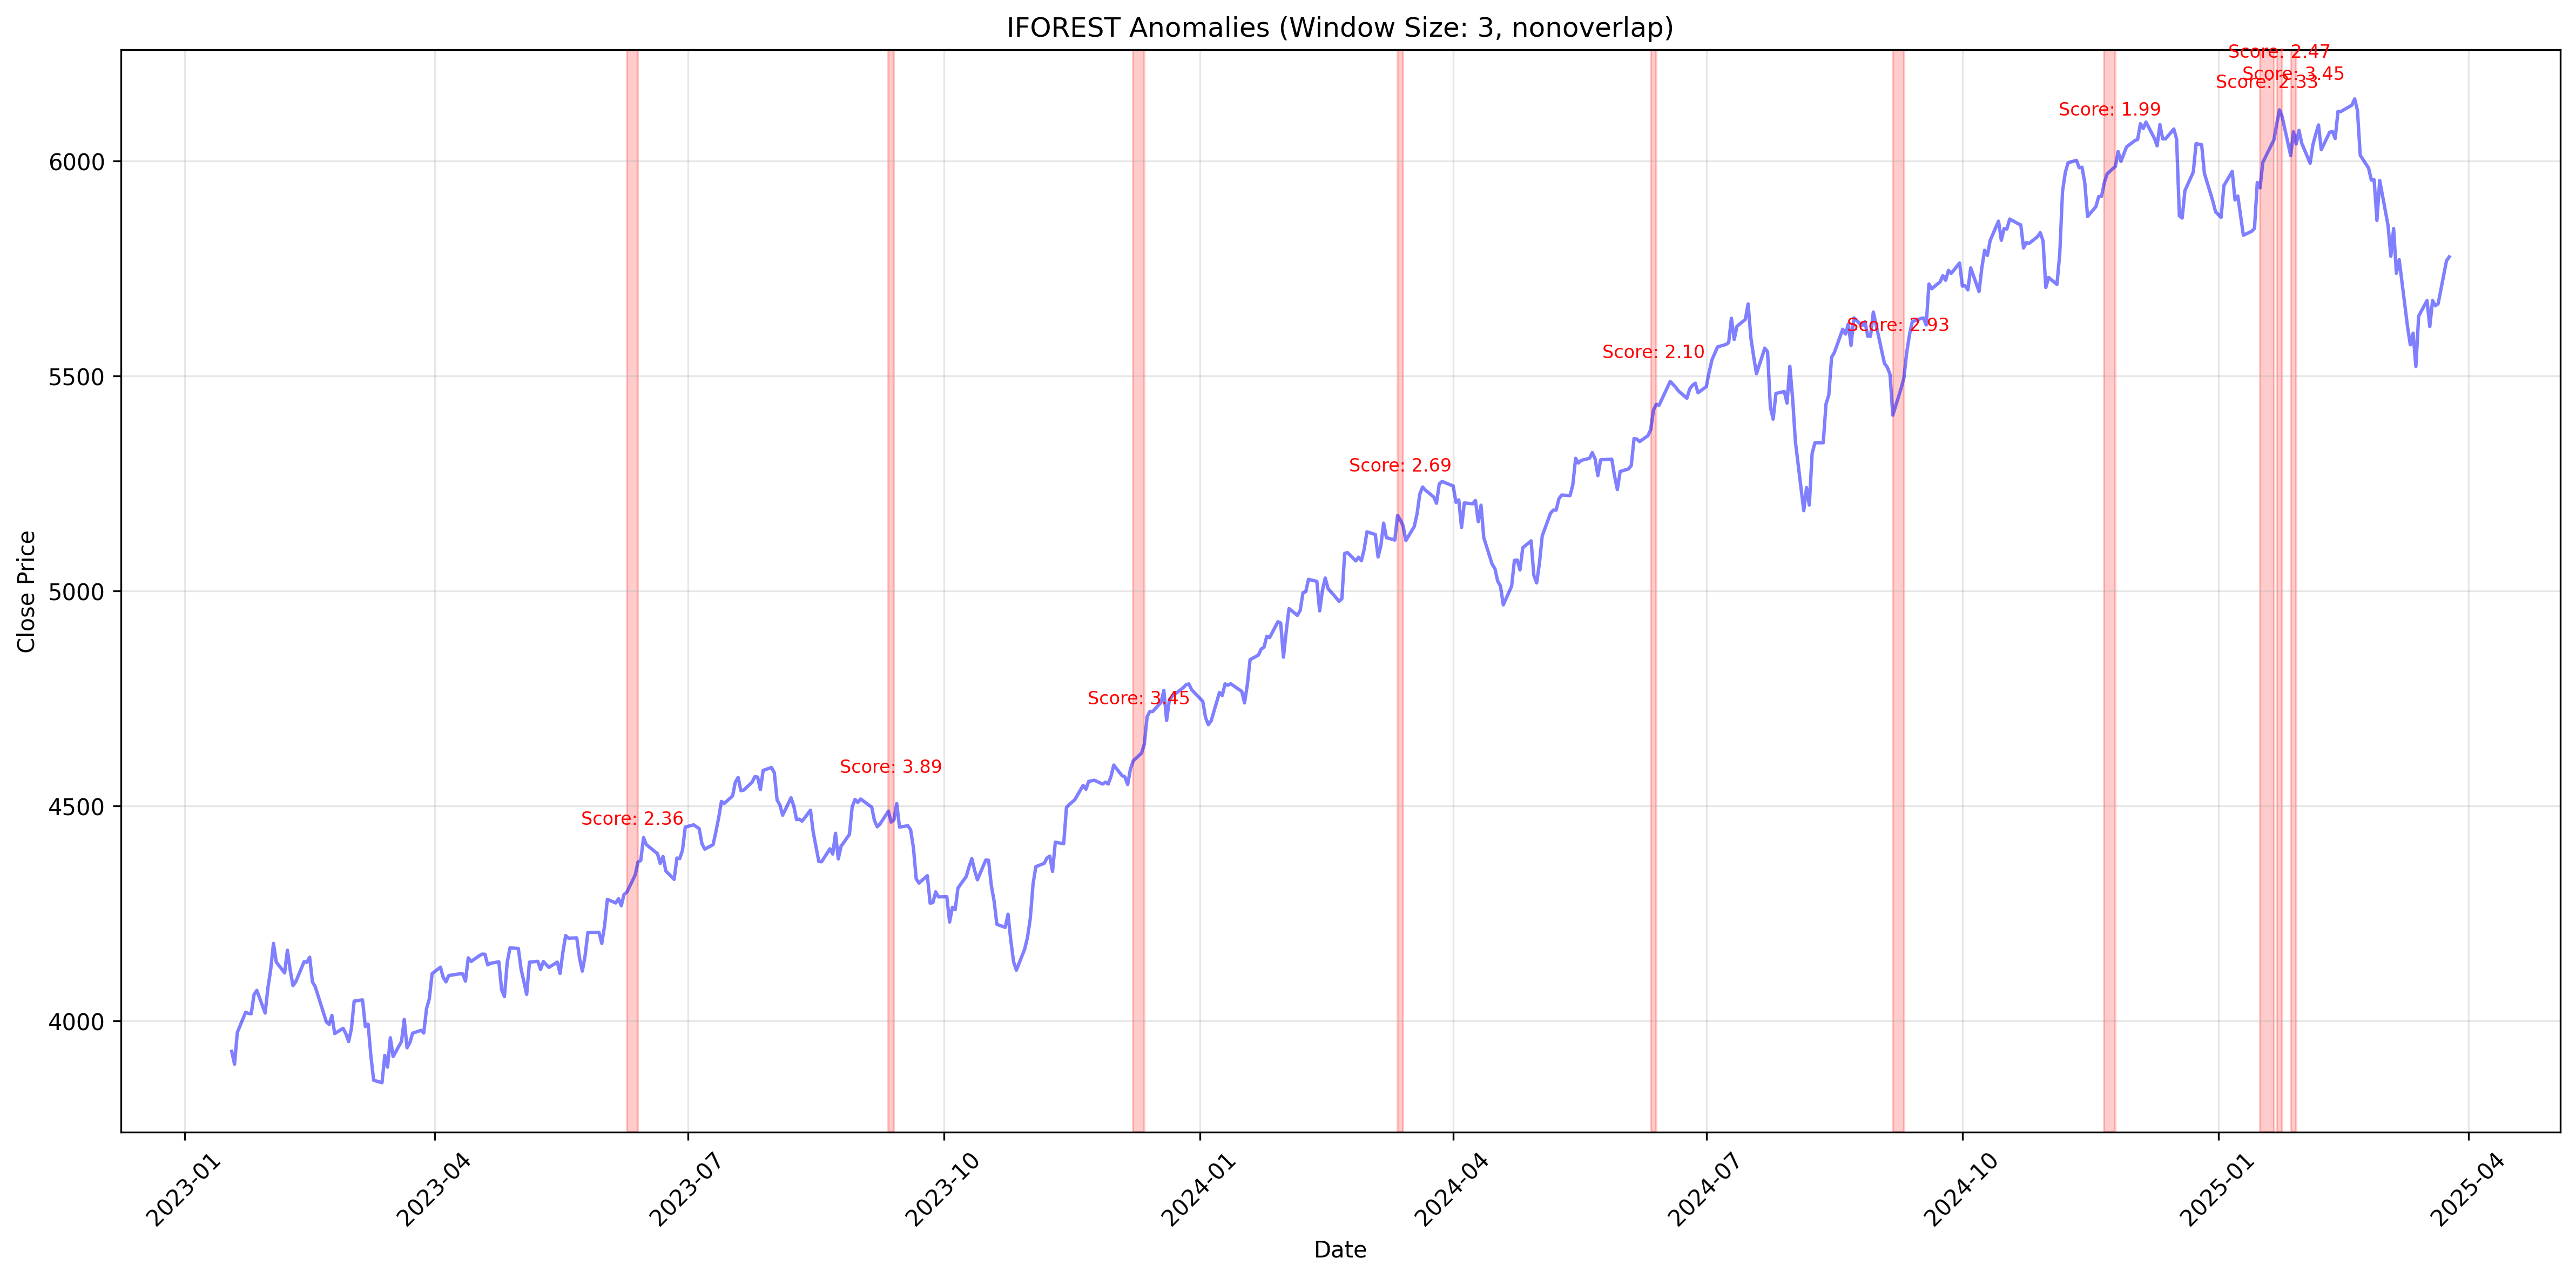 IFOREST Anomalies (Window Size: 3, nonoverlap)
Score: 2.47
Score: 3.45
Score: 2.33
Score: 1.99
6000
Score: 2.93
Score: 2.10
5500
Score: 2.69
5000
Score: 3.45
Score: 3.89
Score: 2.36
4500
4000
Close Price
2023-01
2023-04
2023-07
2023-10
2024-01
2024-04
2024-07
2024-10
2025-01
2025-04
Date